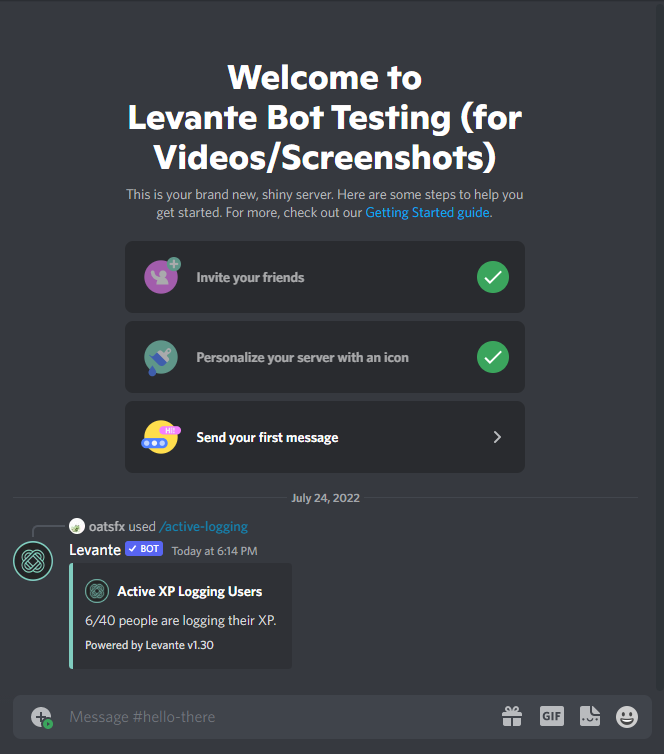 Welcome to
Levante Bot Testing (for
Videos/Screenshots)
This is your brand new, shiny server. Here are some steps to help you
get started. For more, check out our Getting Started guide.
Invite your friends
Personalize your server with an icon
Hi!
Send your first message
July 24, 2022
oatsfx used /active-logging
Levante BOT Today at 6:14 PM
Active XP Logging Users
6/40 people are logging their XP.
Powered by Levante v1.30
Message #hello-there
GIF